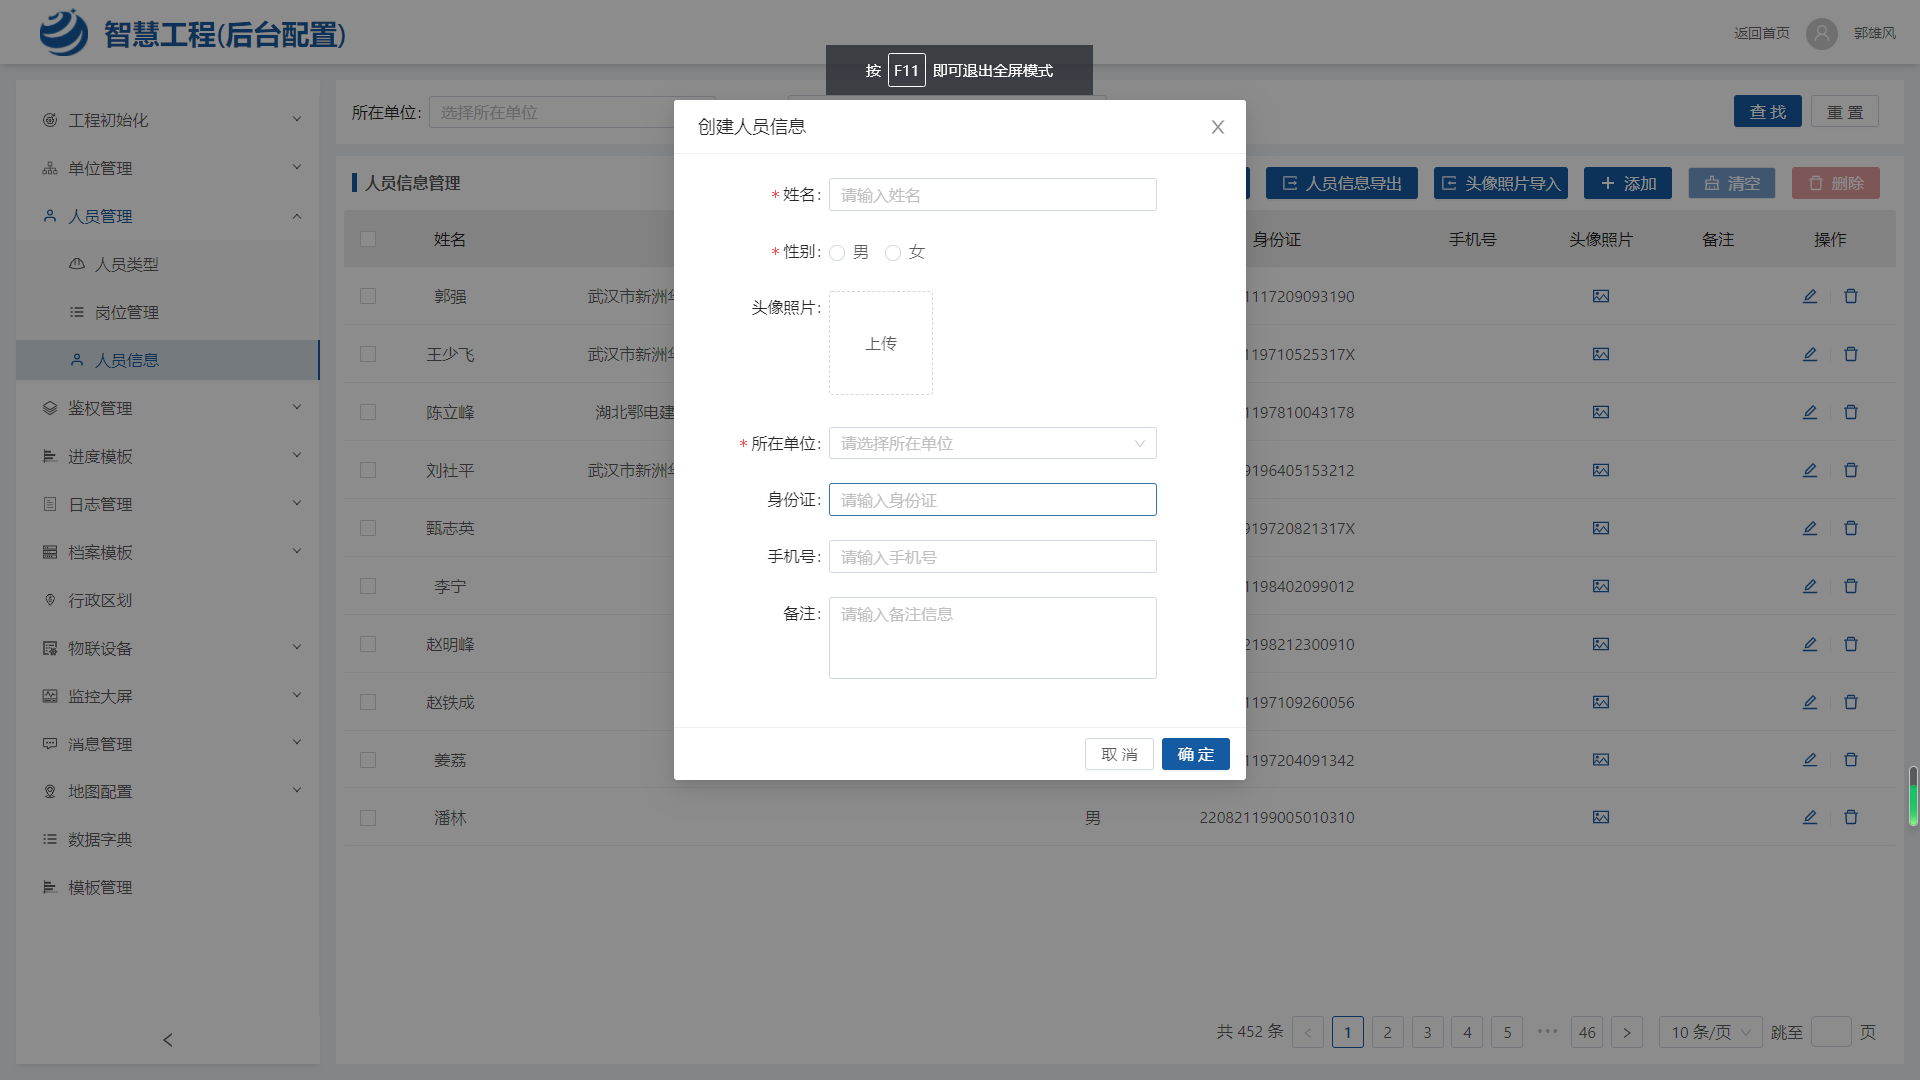 智慧工程(后台配置)
返回首页
郭雄风
按 F11 即可退出全屏模式
工程初始化
单位管理
人员管理
人员类型
岗位管理
人员信息
鉴权管理
进度模板
日志管理
档案模板
行政区划
物联设备
监控大屏
消息管理
地图配置
数据字典
模板管理
所在单位: 选择所在单位
查 找 重 置
人员信息管理
人员信息导出 头像照片导入 添加 清空 删除
姓名 身份证 手机号 头像照片 备注 操作
郭强 武汉市新洲 1117209093190
王少飞 武汉市新洲 119710525317X
陈立峰 湖北鄂电建 1197810043178
刘社平 武汉市新洲 9196405153212
甄志英 919720821317X
李宁 1198402099012
赵明峰 2198212300910
赵铁成 1197109260056
姜荔 1197204091342
潘林 男 220821199005010310
共 452 条 1 2 3 4 5 ••• 46 10 条/页 跳至 页
创建人员信息
* 姓名: 请输入姓名
* 性别: 男 女
头像照片: 上传
* 所在单位: 请选择所在单位
身份证: 请输入身份证
手机号: 请输入手机号
备注: 请输入备注信息
取 消 确 定